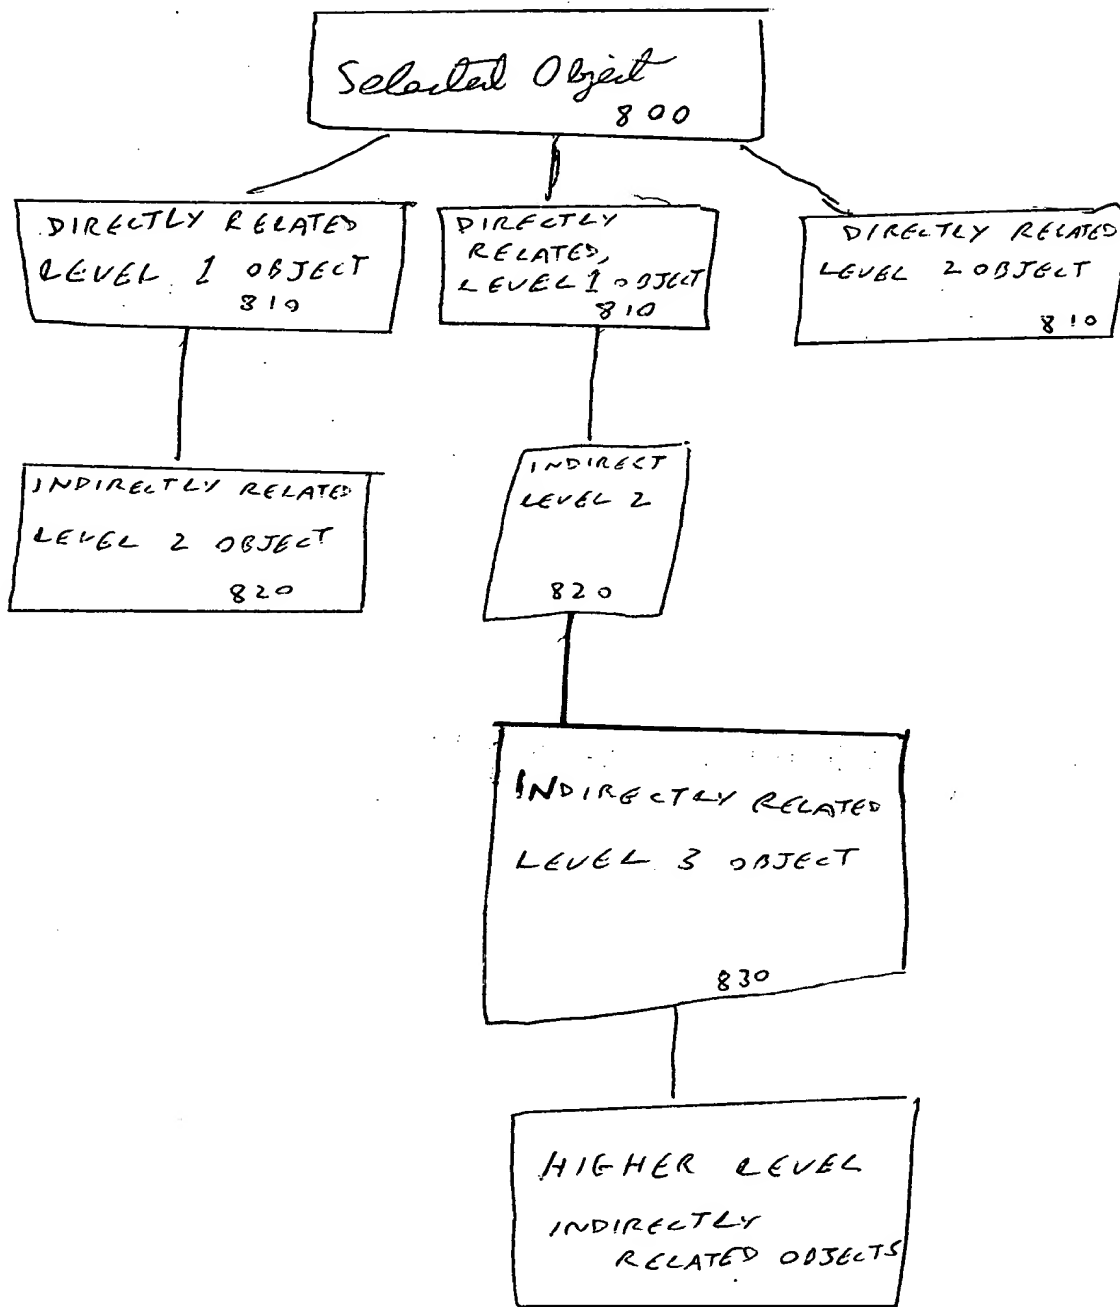 Selected Object
800
DIRECTLY RELATED
LEVEL 1 OBJECT
810
DIRECTLY
RELATED,
LEVEL 1 OBJECT
810
DIRECTLY RELATED
LEVEL 2 OBJECT
810
INDIRECTLY RELATED
LEVEL 2 OBJECT
820
INDIRECT
LEVEL 2
820
INDIRECTLY RELATED
LEVEL 3 OBJECT
830
HIGHER LEVEL
INDIRECTLY
RELATED OBJECTS